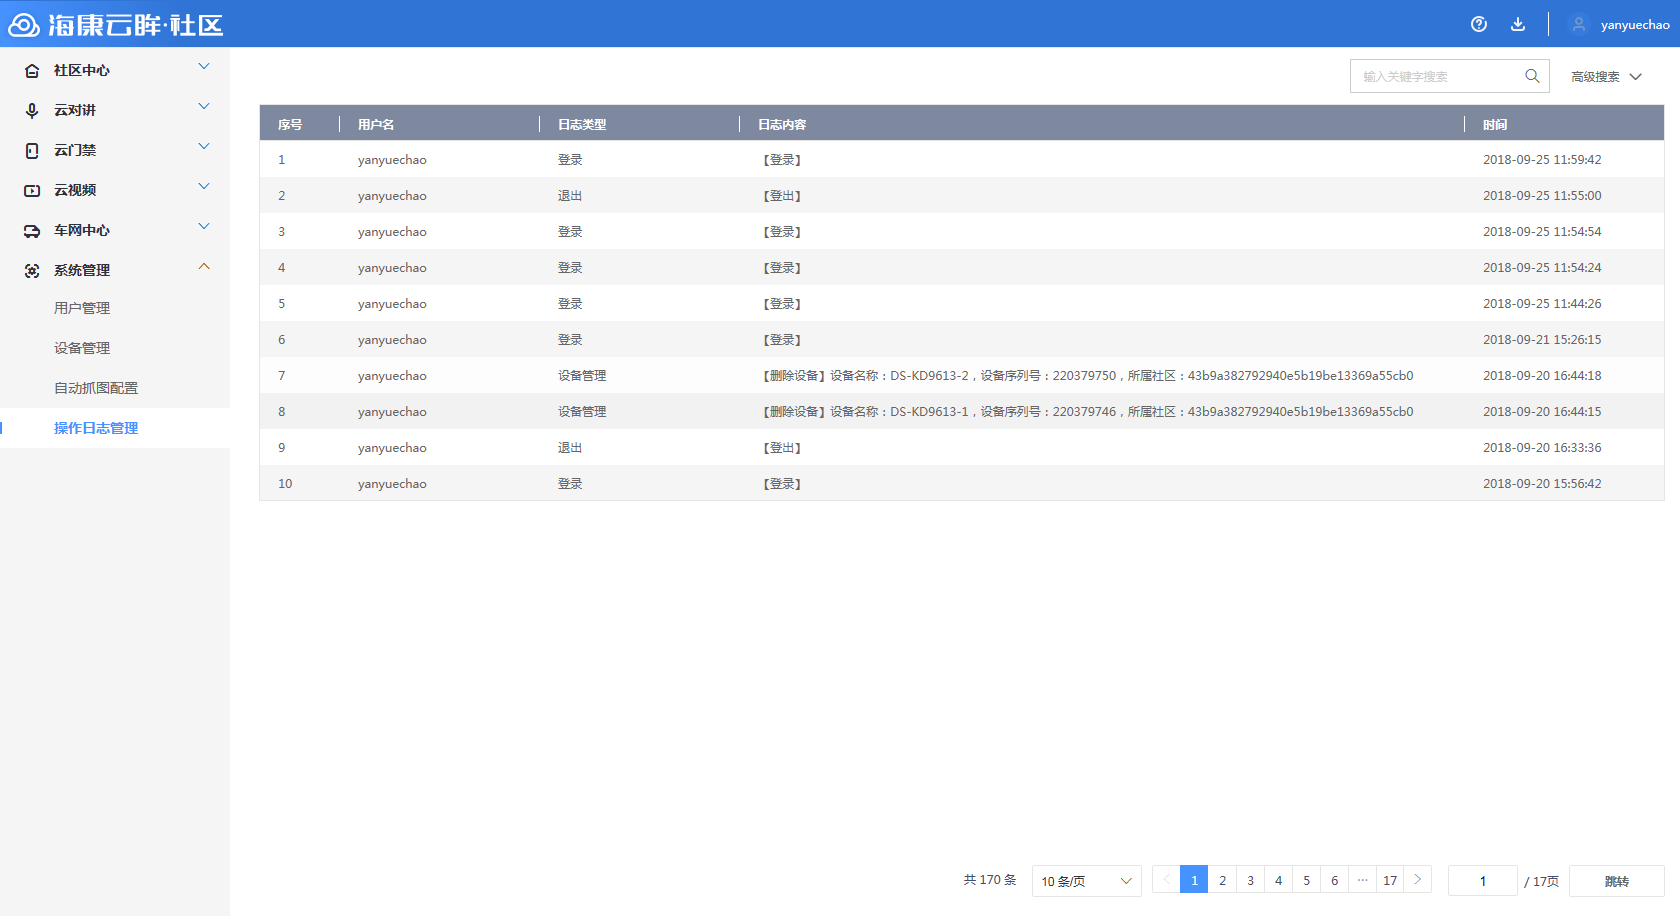 海康云眸·社区
yanyuechao
社区中心
云对讲
云门禁
云视频
车网中心
系统管理
用户管理
设备管理
自动抓图配置
操作日志管理
输入关键字搜索 高级搜索
序号 用户名 日志类型 日志内容 时间
1 yanyuechao 登录 【登录】 2018-09-25 11:59:42
2 yanyuechao 退出 【登出】 2018-09-25 11:55:00
3 yanyuechao 登录 【登录】 2018-09-25 11:54:54
4 yanyuechao 登录 【登录】 2018-09-25 11:54:24
5 yanyuechao 登录 【登录】 2018-09-25 11:44:26
6 yanyuechao 登录 【登录】 2018-09-21 15:26:15
7 yanyuechao 设备管理 【删除设备】设备名称：DS-KD9613-2，设备序列号：220379750，所属社区：43b9a382792940e5b19be13369a55cb0 2018-09-20 16:44:18
8 yanyuechao 设备管理 【删除设备】设备名称：DS-KD9613-1，设备序列号：220379746，所属社区：43b9a382792940e5b19be13369a55cb0 2018-09-20 16:44:15
9 yanyuechao 退出 【登出】 2018-09-20 16:33:36
10 yanyuechao 登录 【登录】 2018-09-20 15:56:42
共 170 条 10 条/页 1 2 3 4 5 6 ··· 17 1 / 17页 跳转